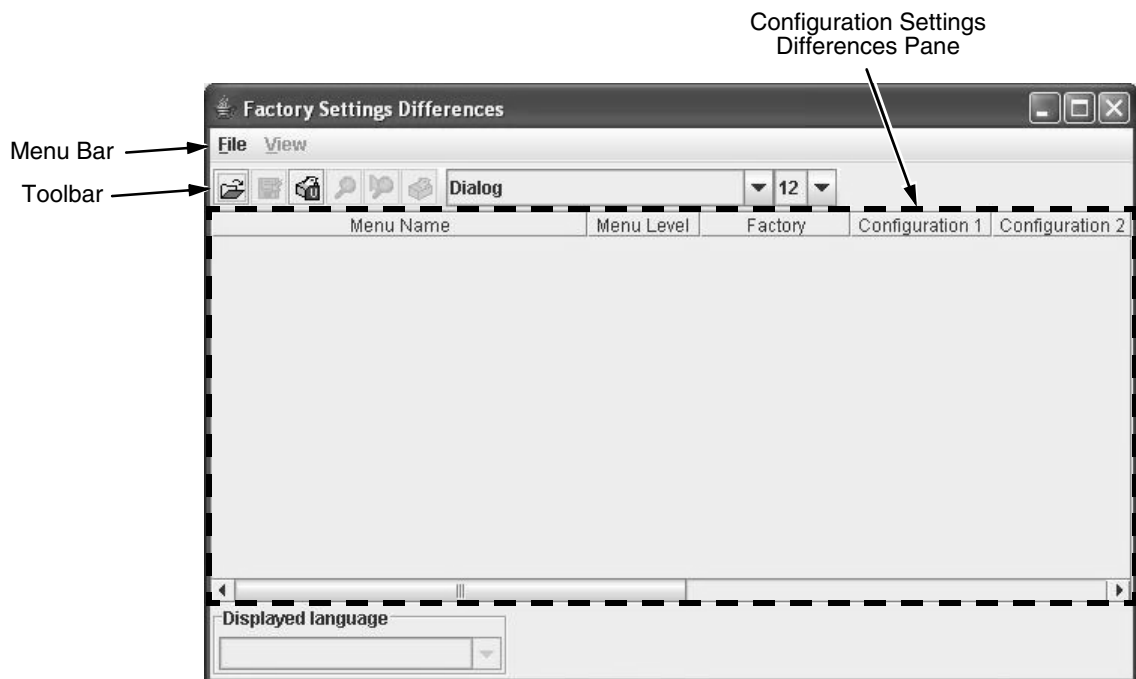 Configuration Settings
Differences Pane
Factory Settings Differences
Menu Bar
File View
Toolbar
Dialog 12
Menu Name Menu Level Factory Configuration 1 Configuration 2
Displayed language